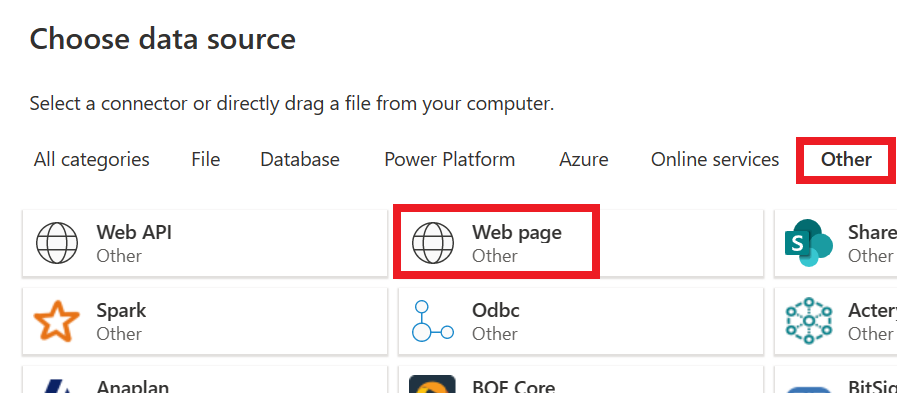 Choose data source
Select a connector or directly drag a file from your computer.
All categories File Database Power Platform Azure Online services Other
Web API Web page Share
Other Other Other
S
Spark Odbc Actery
Other Other Other
Anaplan BQE Core BitSig